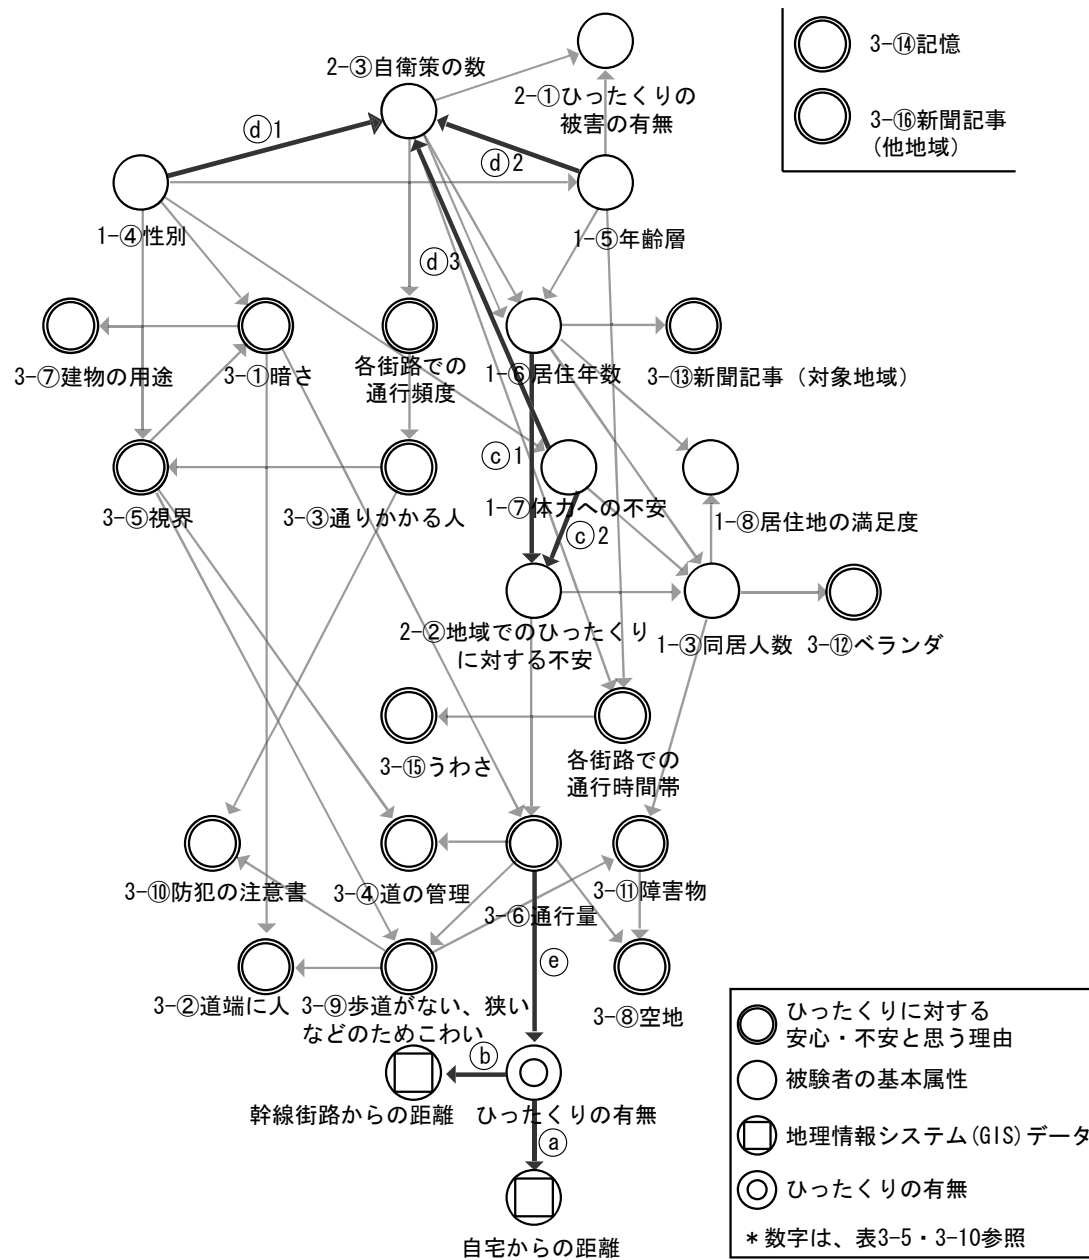 3-⑭記憶
3-⑯新聞記事
(他地域)
2-③自衛策の数
2-①ひったくりの
被害の有無
ⓓ1
ⓓ2
1-④性別
1-⑤年齢層
ⓓ3
3-⑦建物の用途
3-①暗さ
各街路での
通行頻度
1-⑥居住年数
3-⑬新聞記事（対象地域）
ⓒ1
3-⑤視界
3-③通りかかる人
1-⑦体力への不安
1-⑧居住地の満足度
ⓒ2
2-②地域でのひったくり
に対する不安
1-③同居人数
3-⑫ベランダ
3-⑮うわさ
各街路での
通行時間帯
3-⑩防犯の注意書
3-④道の管理
3-⑥通行量
3-⑪障害物
ⓔ
3-②道端に人
3-⑨歩道がない、狭い
などのためこわい
3-⑧空地
ⓑ
幹線街路からの距離
ひったくりの有無
ⓐ
自宅からの距離
ひったくりに対する
安心・不安と思う理由
被験者の基本属性
地理情報システム(GIS)データ
ひったくりの有無
＊数字は、表3-5・3-10参照